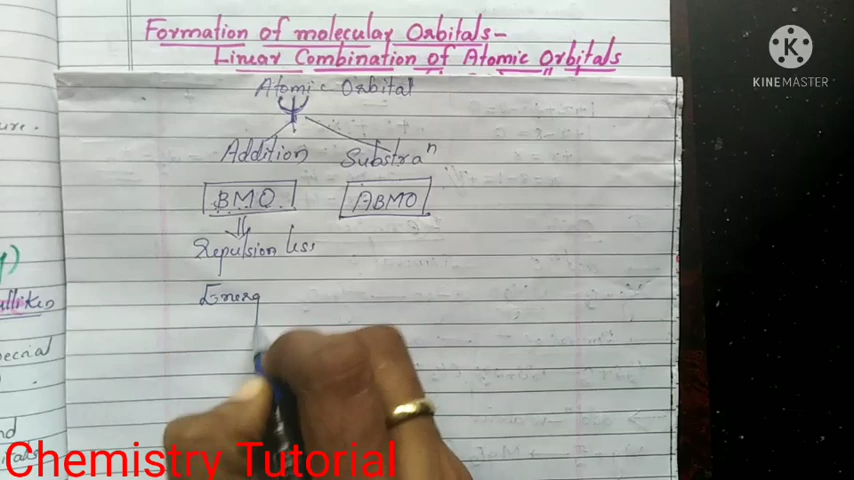 Formation of molecular Orbitals-
Linear Combination of Atomic Orbitals
KINEMASTER
Atomic Orbital
Ψ
Addition Substraⁿ
BMO ABMO
Repulsion less
Energ
Chemistry Tutorial